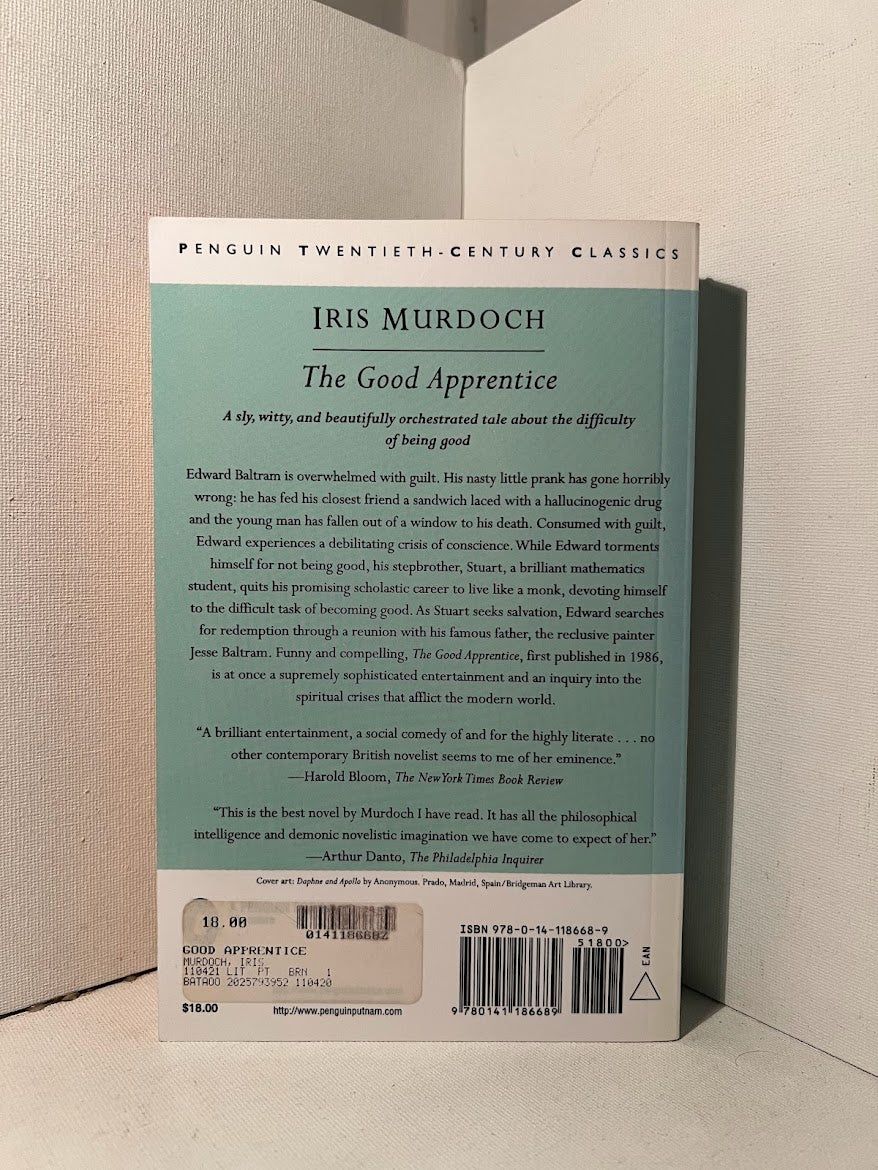 PENGUIN TWENTIETH-CENTURY CLASSICS
IRIS MURDOCH
The Good Apprentice
A sly, witty, and beautifully orchestrated tale about the difficulty
of being good
Edward Baltram is overwhelmed with guilt. His nasty little prank has gone horribly
wrong: he has fed his closest friend a sandwich laced with a hallucinogenic drug
and the young man has fallen out of a window to his death. Consumed with guilt,
Edward experiences a debilitating crisis of conscience. While Edward torments
himself for not being good, his stepbrother, Stuart, a brilliant mathematics
student, quits his promising scholastic career to live like a monk, devoting himself
to the difficult task of becoming good. As Stuart seeks salvation, Edward searches
for redemption through a reunion with his famous father, the reclusive painter
Jesse Baltram. Funny and compelling, The Good Apprentice, first published in 1986,
is at once a supremely sophisticated entertainment and an inquiry into the
spiritual crises that afflict the modern world.
“A brilliant entertainment, a social comedy of and for the highly literate . . . no
other contemporary British novelist seems to me of her eminence.”
—Harold Bloom, The New York Times Book Review
“This is the best novel by Murdoch I have read. It has all the philosophical
intelligence and demonic novelistic imagination we have come to expect of her.”
—Arthur Danto, The Philadelphia Inquirer
Cover art: Daphne and Apollo by Anonymous. Prado, Madrid, Spain/Bridgeman Art Library.
18.00
GOOD APPRENTICE
MURDOCH, IRIS
110421 LIT PT BRN 1
BATAOO 2025793952 110420
$18.00
http://www.penguinputnam.com
ISBN 978-0-14-118668-9
51800>
EAN
9 780141 186689